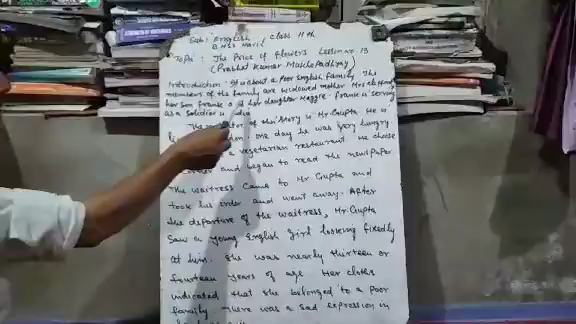 Sub: English, class 11th
Topic: The Price of Flowers Lesson No. 13
(Prabhat Kumar Mukhopadhyay)
Introduction: It is about a Poor English family. The
members of the family are widowed mother Mrs clifford
her son Franke and her daughter Maggie. Franke is serving
as a soldier
The of this story is Mr Gupta. He is
one day he was very hungry
a vegetarian restaurant. He choose
corner and began to read the newspaper
The waitress came to Mr. Gupta and
took his order and went away. After
the departure of the waitress, Mr Gupta
saw a young English girl looking fixedly
at him. She was nearly thirteen or
fourteen years of age. Her clothes
indicated that she belonged to a poor
family. There was a sad expression in